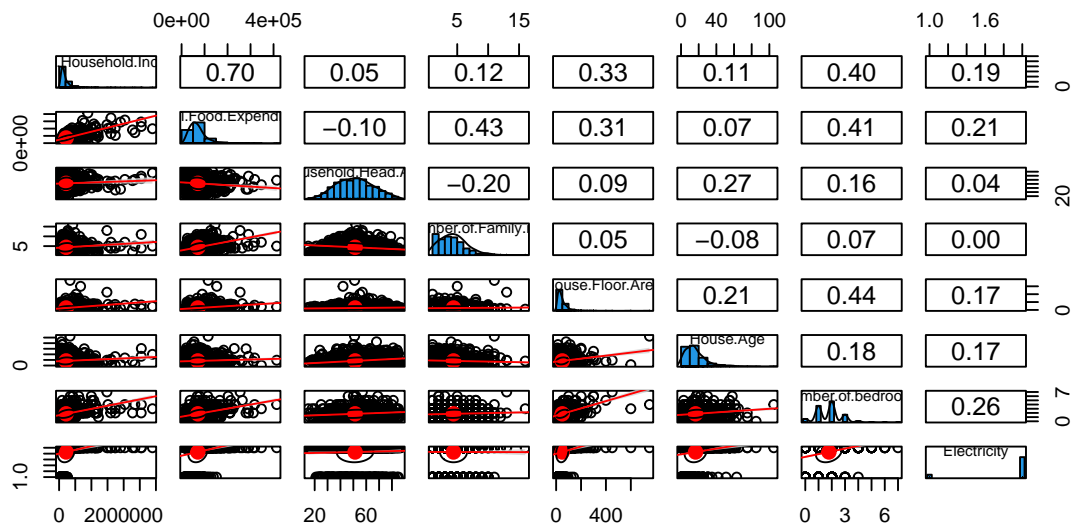 0e+00 4e+05 5 15 0 40 100 1.0 1.6
Household.Inc 0.70 0.05 0.12 0.33 0.11 0.40 0.19 0
0e+00 l.Food.Expend −0.10 0.43 0.31 0.07 0.41 0.21
usehold.Head.A −0.20 0.09 0.27 0.16 0.04 20
5 nber.of.Family.I 0.05 −0.08 0.07 0.00
ouse.Floor.Are 0.21 0.44 0.17 0
0 House.Age 0.18 0.17
mber.of.bedroo 0.26 0 7
1.0 Electricity
0 2000000 20 60 0 400 0 3 6